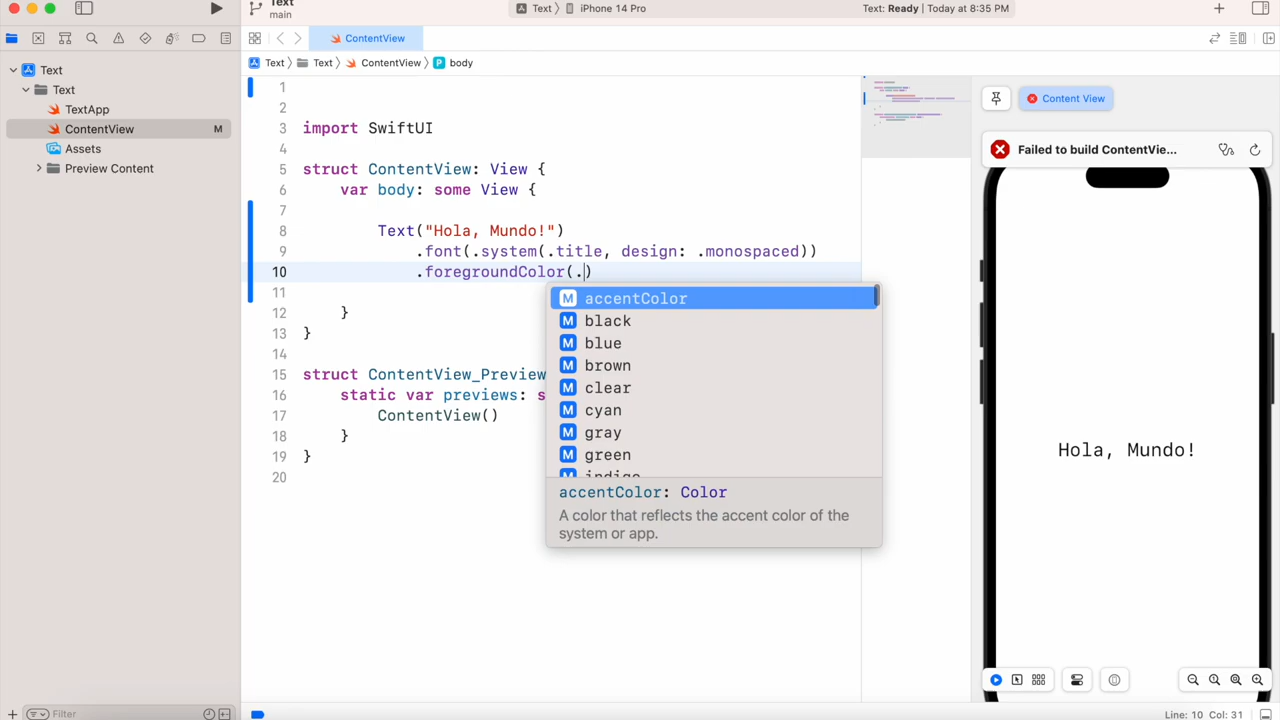 Text
main
Text 〉 iPhone 14 Pro
Text: Ready | Today at 8:35 PM
ContentView
Text 〉 Text 〉 ContentView 〉 P body
Text
Text
TextApp
ContentView M
Assets
Preview Content
1
2
3 import SwiftUI
4
5 struct ContentView: View {
6 var body: some View {
7
8 Text("Hola, Mundo!")
9 .font(.system(.title, design: .monospaced))
10 .foregroundColor(.)
11
12 }
13 }
14
15 struct ContentView_Preview
16 static var previews: s
17 ContentView()
18 }
19 }
20
M accentColor
M black
M blue
M brown
M clear
M cyan
M gray
M green
M indigo
accentColor: Color
A color that reflects the accent color of the
system or app.
Content View
Failed to build ContentVie...
Hola, Mundo!
Filter
Line: 10 Col: 31